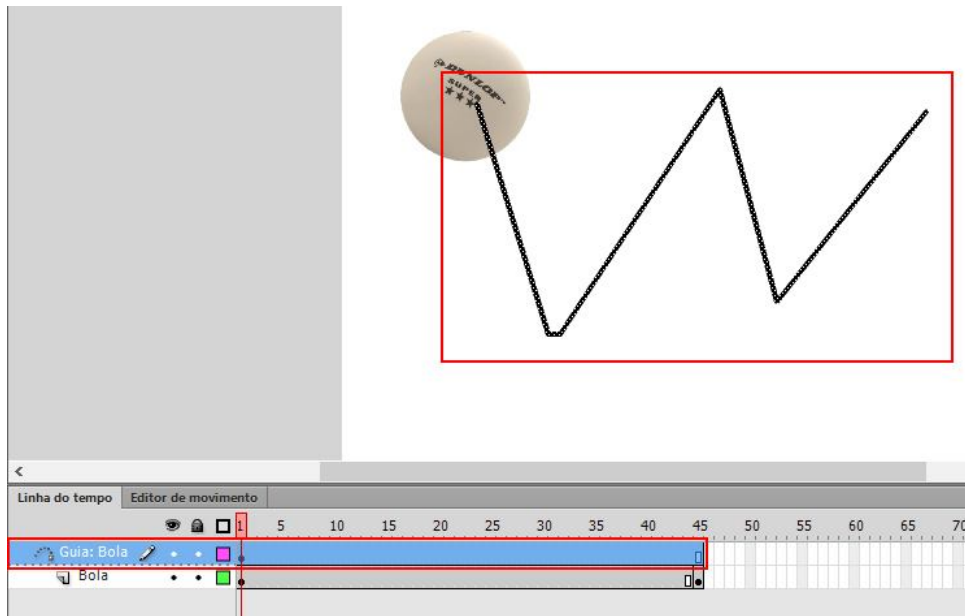 DUNLOP
SUPER
★★★
<
Linha do tempo Editor de movimento
1 5 10 15 20 25 30 35 40 45 50 55 60 65 70
Guia: Bola
Bola